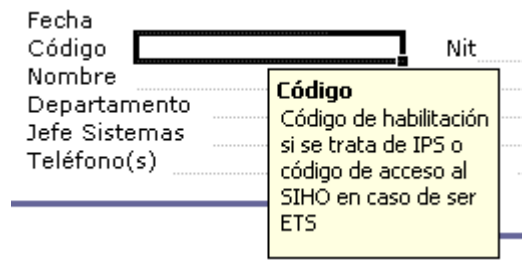 Fecha
Código Nit
Nombre
Departamento
Jefe Sistemas
Teléfono(s)
Código
Código de habilitación
si se trata de IPS o
código de acceso al
SIHO en caso de ser
ETS